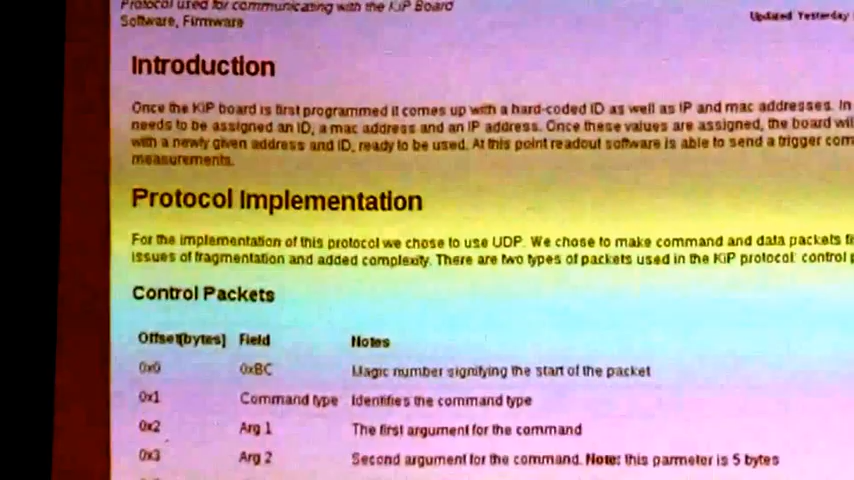 Protocol used for communicating with the KiP Board
Software, Firmware
Updated Yesterday
Introduction
Once the KiP board is first programmed it comes up with a hard-coded ID as well as IP and mac addresses. In
needs to be assigned an ID, a mac address and an IP address. Once these values are assigned, the board wil
with a newly given address and ID, ready to be used. At this point readout software is able to send a trigger com
measurements.
Protocol Implementation
For the implementation of this protocol we chose to use UDP. We chose to make command and data packets fi
issues of fragmentation and added complexity. There are two types of packets used in the KiP protocol: control p
Control Packets
Offset[bytes] Field Notes
0x0 0xBC Magic number signifying the start of the packet
0x1 Command type Identifies the command type
0x2 Arg 1 The first argument for the command
0x3 Arg 2 Second argument for the command. Note: this parmeter is 5 bytes